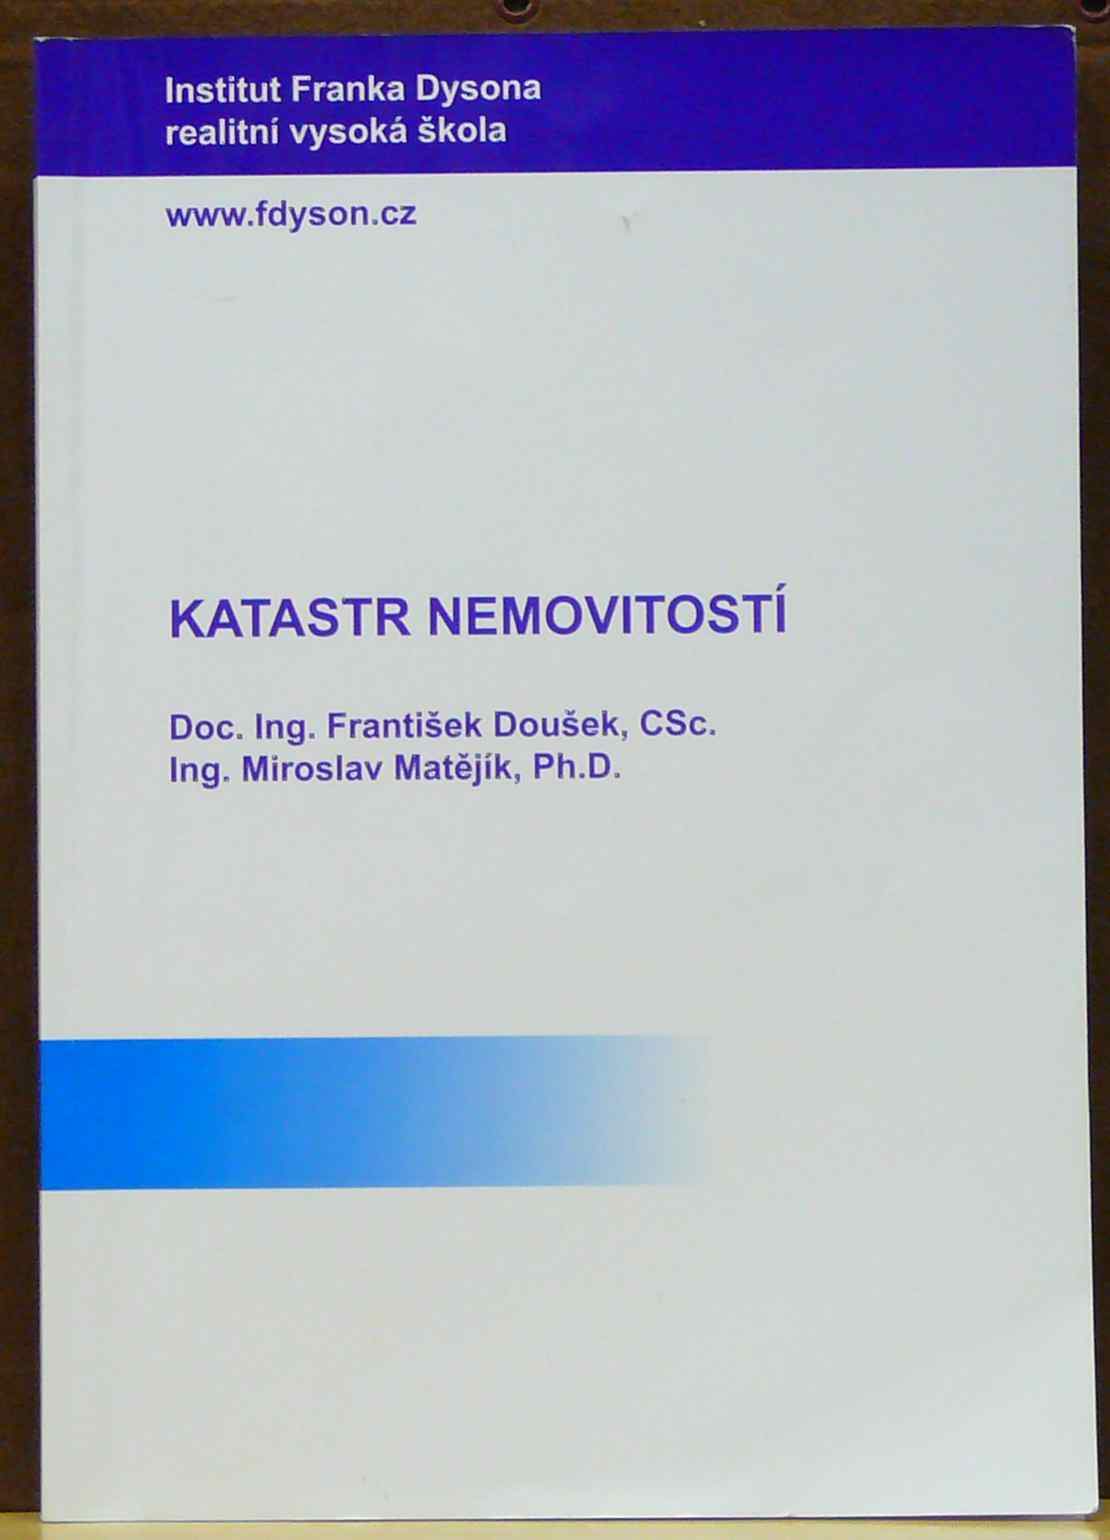 Institut Franka Dysona
realitní vysoká škola
www.fdyson.cz
KATASTR NEMOVITOSTÍ
Doc. Ing. František Doušek, CSc.
Ing. Miroslav Matějík, Ph.D.